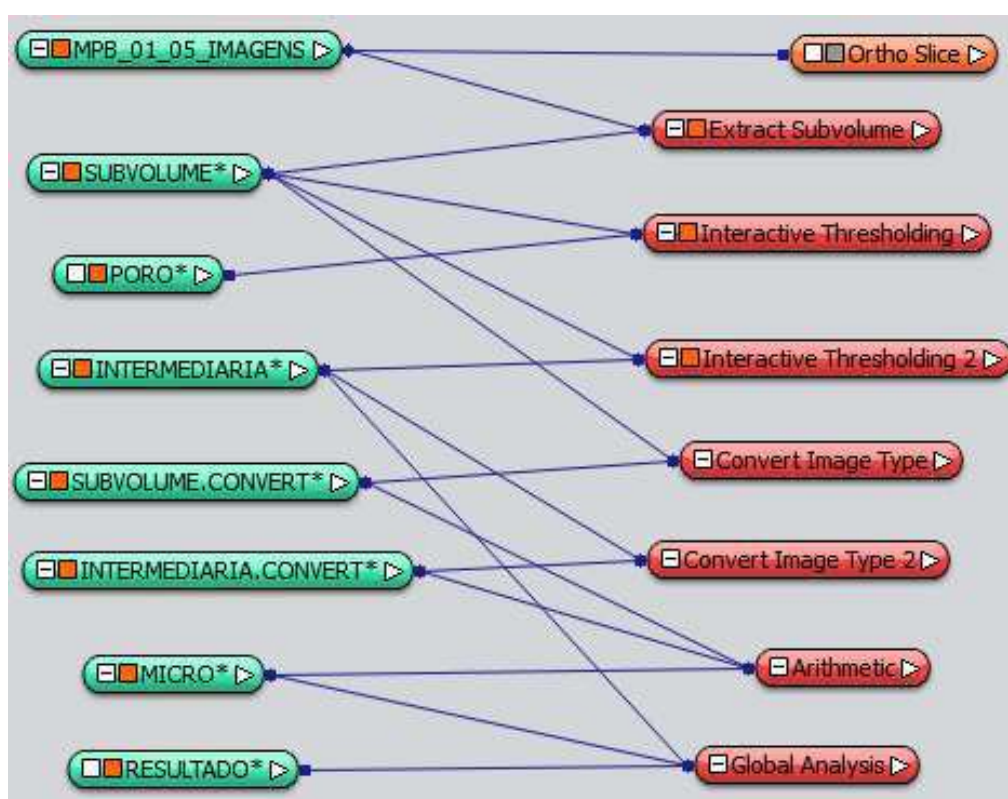 MPB_01_05_IMAGENS
Ortho Slice
Extract Subvolume
SUBVOLUME*
Interactive Thresholding
PORO*
INTERMEDIARIA*
Interactive Thresholding 2
Convert Image Type
SUBVOLUME.CONVERT*
Convert Image Type 2
INTERMEDIARIA.CONVERT*
MICRO*
Arithmetic
RESULTADO*
Global Analysis